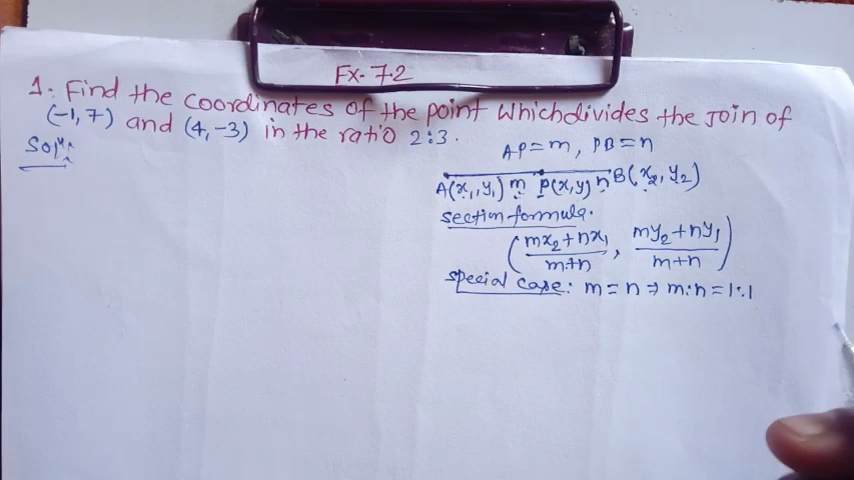 Ex-7.2
1. Find the coordinates of the point which divides the join of
(-1, 7) and (4, -3) in the ratio 2:3.
Solⁿ:
AP = m, PB = n
A(x₁, y₁) m P(x, y) n B(x₂, y₂)
section formula.
(mx₂+nx₁/m+n, my₂+ny₁/m+n)
special case: m = n ⇒ m:n = 1:1